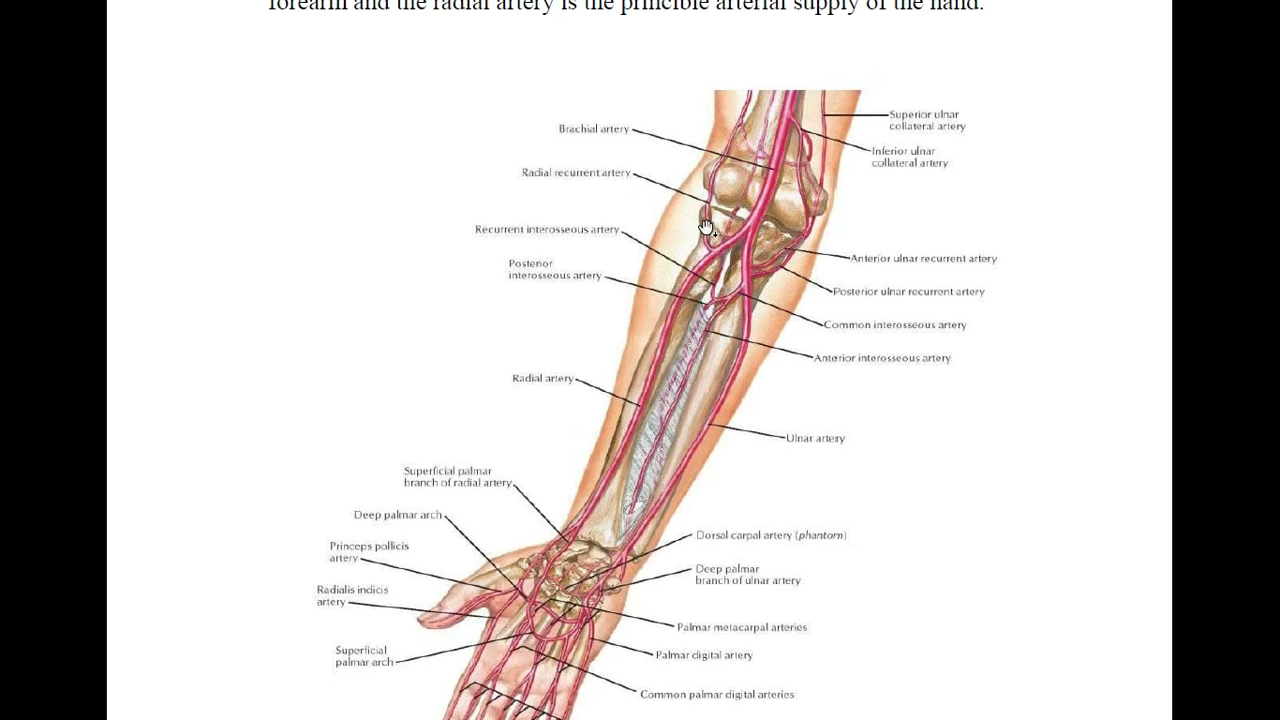 forearm and the radial artery is the principle arterial supply of the hand.
Superior ulnar
collateral artery
Brachial artery
Inferior ulnar
collateral artery
Radial recurrent artery
Recurrent interosseous artery
Anterior ulnar recurrent artery
Posterior
interosseous artery
Posterior ulnar recurrent artery
Common interosseous artery
Anterior interosseous artery
Radial artery
Ulnar artery
Superficial palmar
branch of radial artery
Deep palmar arch
Dorsal carpal artery (phantom)
Princeps pollicis
artery
Deep palmar
branch of ulnar artery
Radialis indicis
artery
Palmar metacarpal arteries
Superficial
palmar arch
Palmar digital artery
Common palmar digital arteries